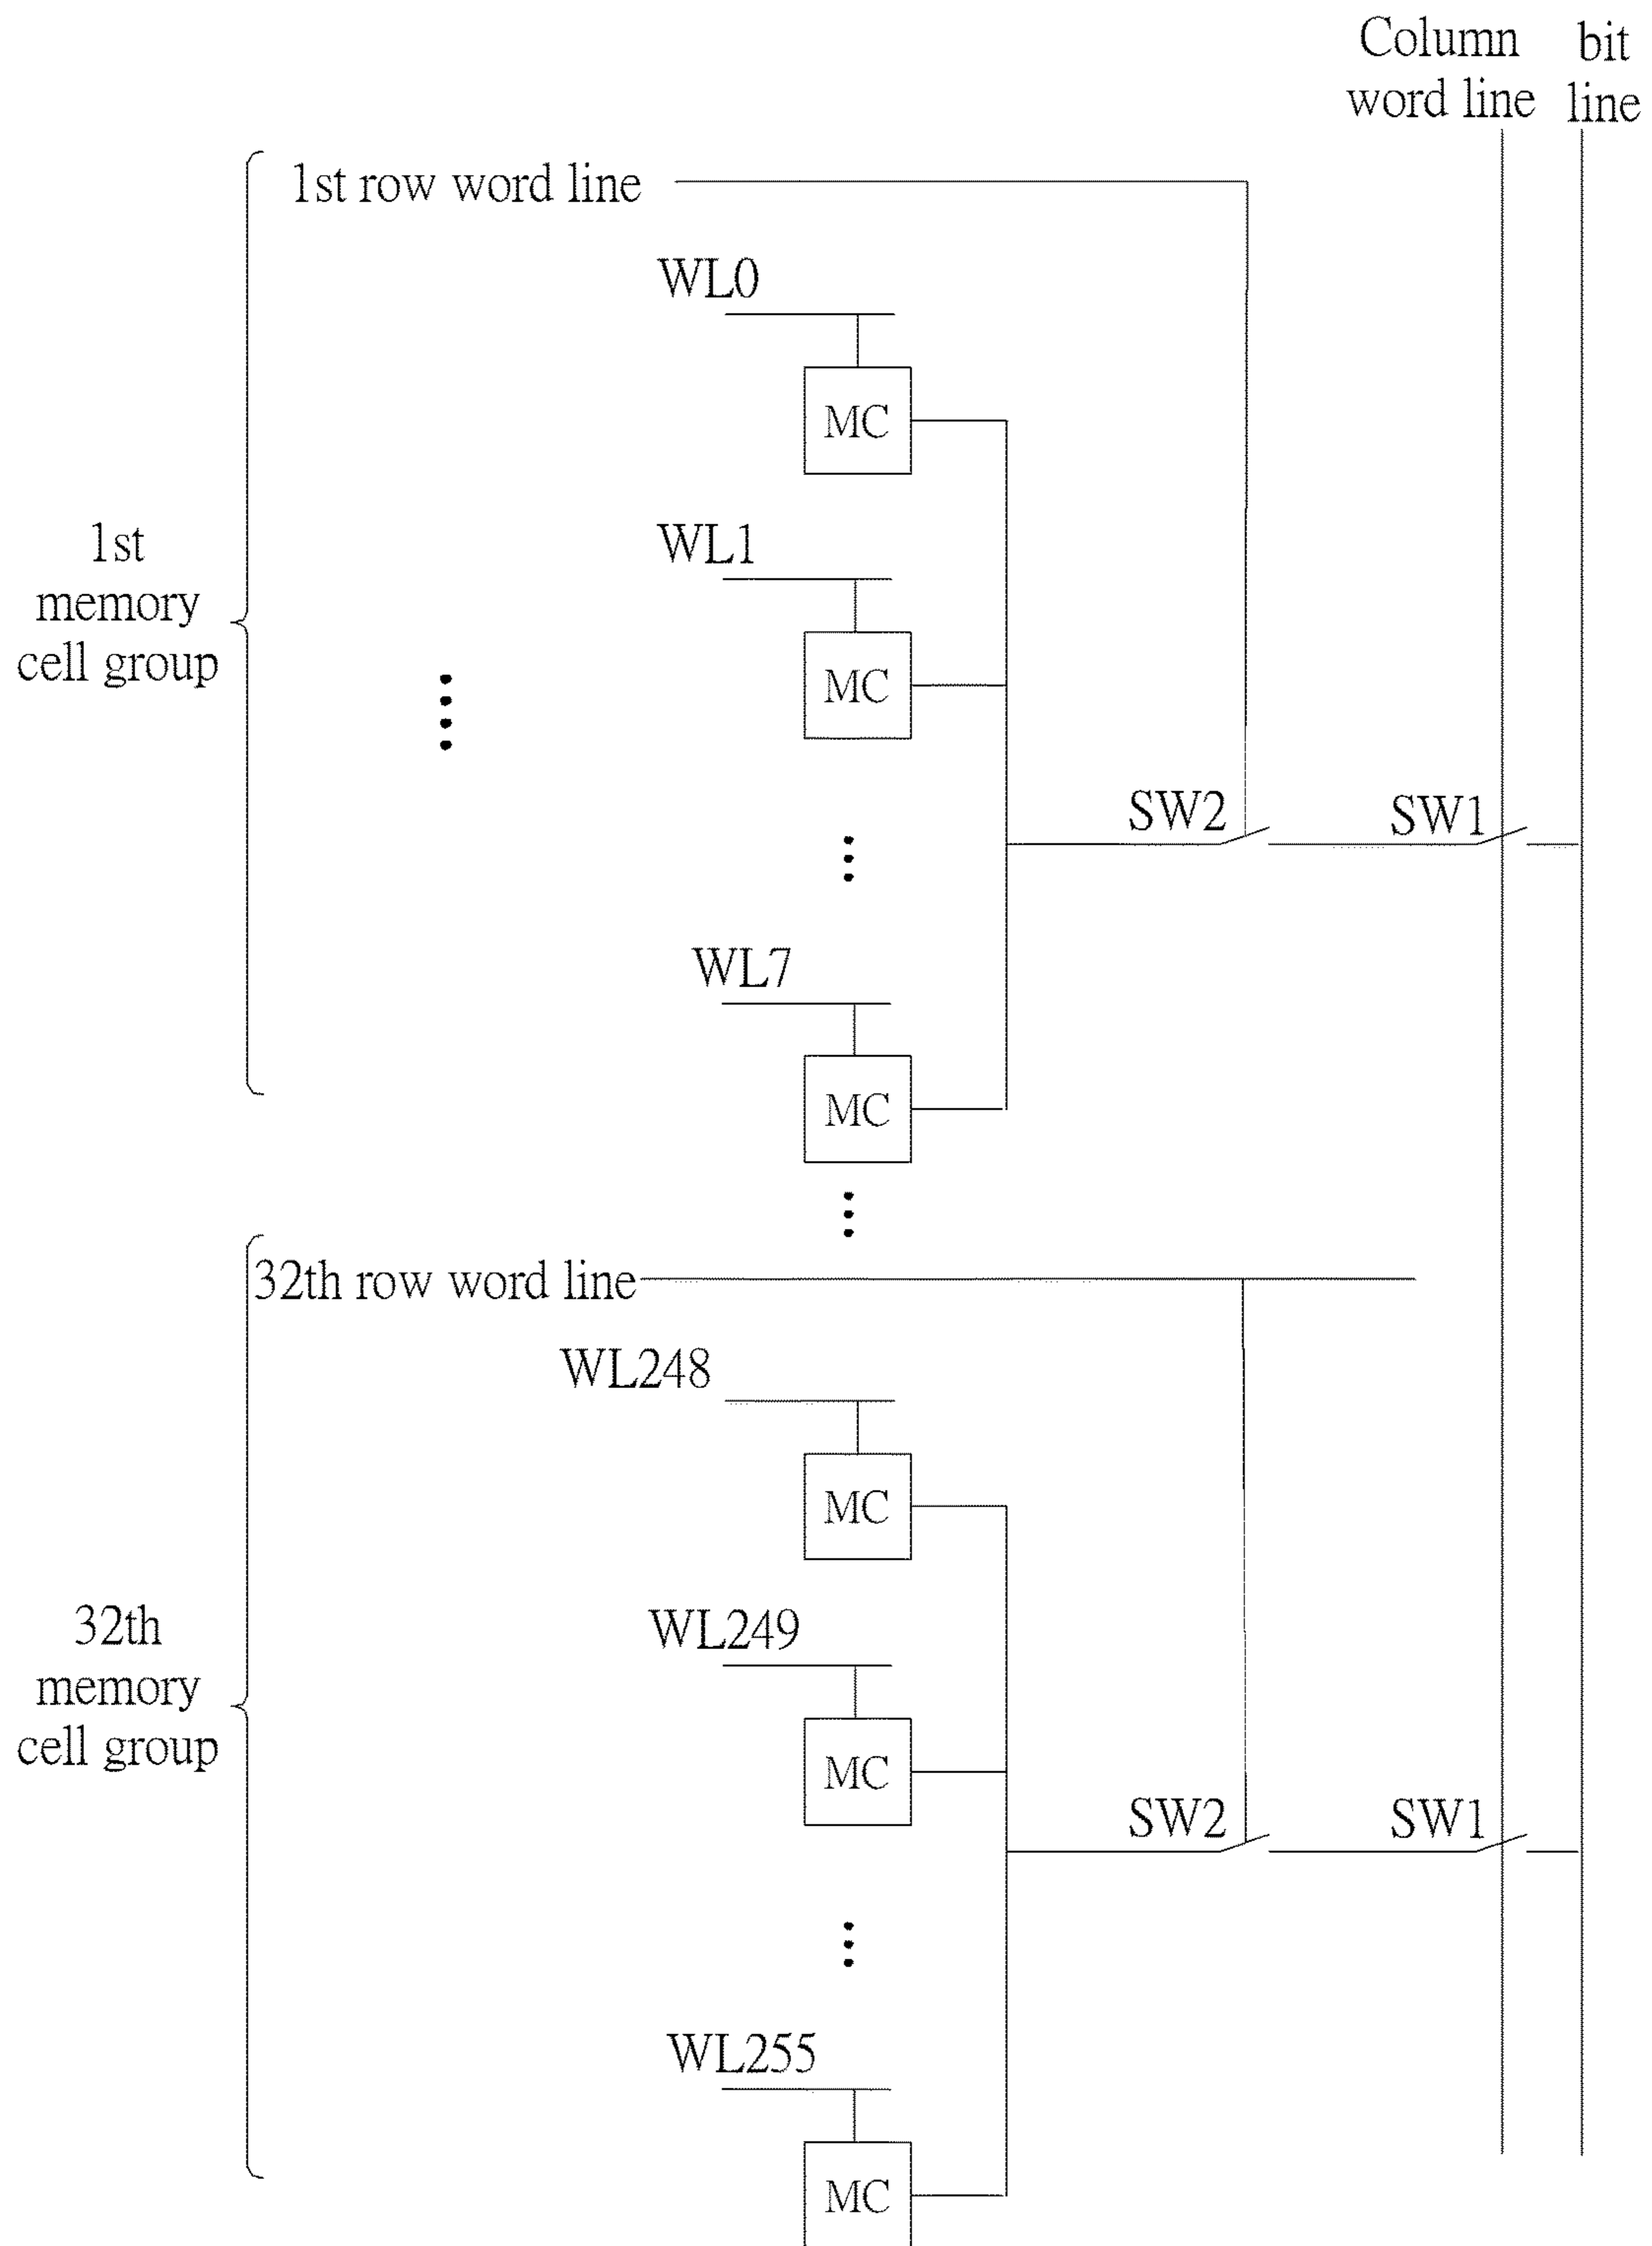 Column
word line
bit
line
1st row word line
WL0
MC
1st
memory
cell group
WL1
MC
SW2
SW1
WL7
MC
32th row word line
WL248
MC
32th
memory
cell group
WL249
MC
SW2
SW1
WL255
MC